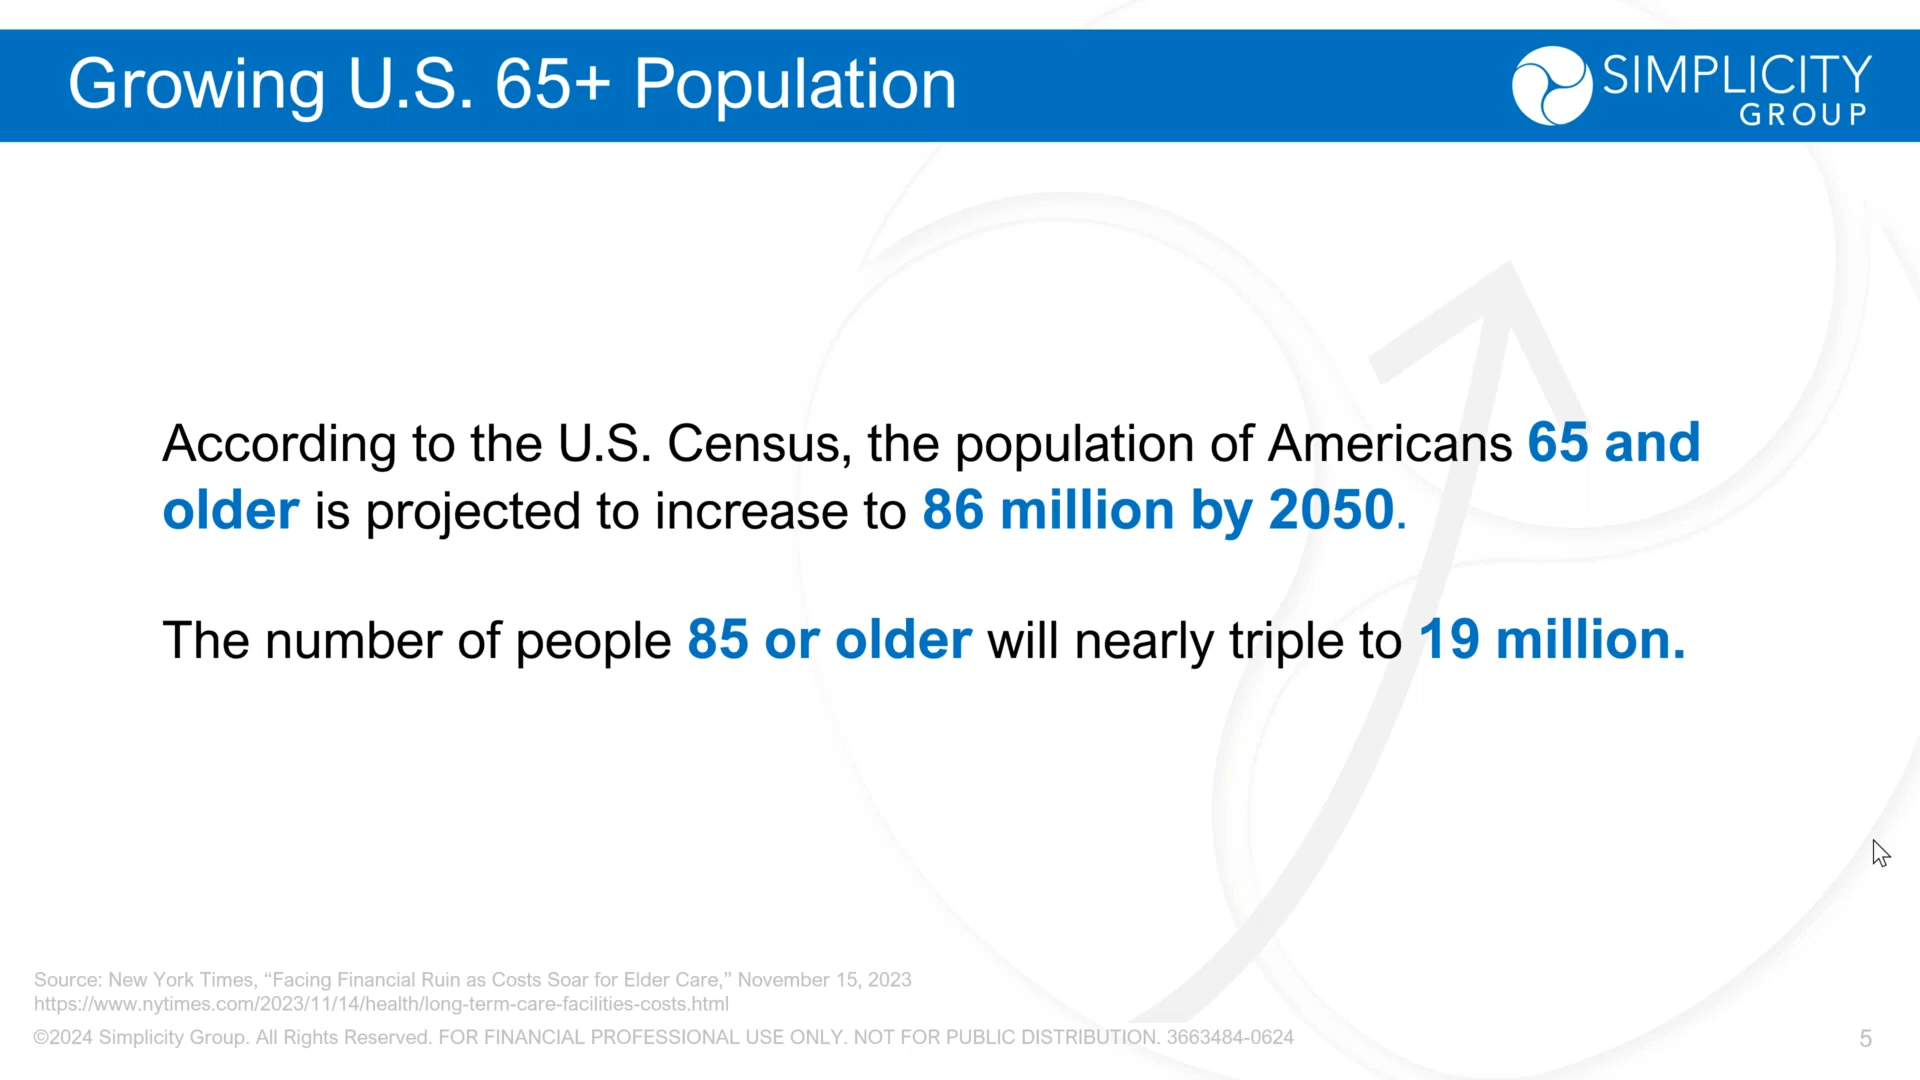 Growing U.S. 65+ Population
SIMPLICITY
GROUP
According to the U.S. Census, the population of Americans 65 and
older is projected to increase to 86 million by 2050.
The number of people 85 or older will nearly triple to 19 million.
Source: New York Times, “Facing Financial Ruin as Costs Soar for Elder Care,” November 15, 2023
https://www.nytimes.com/2023/11/14/health/long-term-care-facilities-costs.html
©2024 Simplicity Group. All Rights Reserved. FOR FINANCIAL PROFESSIONAL USE ONLY. NOT FOR PUBLIC DISTRIBUTION. 3663484-0624
5